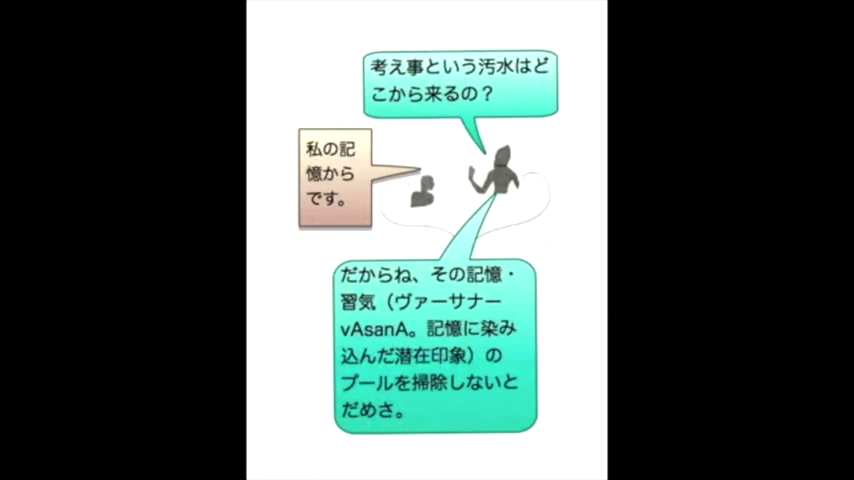 考え事という汚水はど
こから来るの？
私の記
憶から
です。
だからね、その記憶・
習気（ヴァーサナー
vAsanA。記憶に染み
込んだ潜在印象）の
プールを掃除しないと
だめさ。